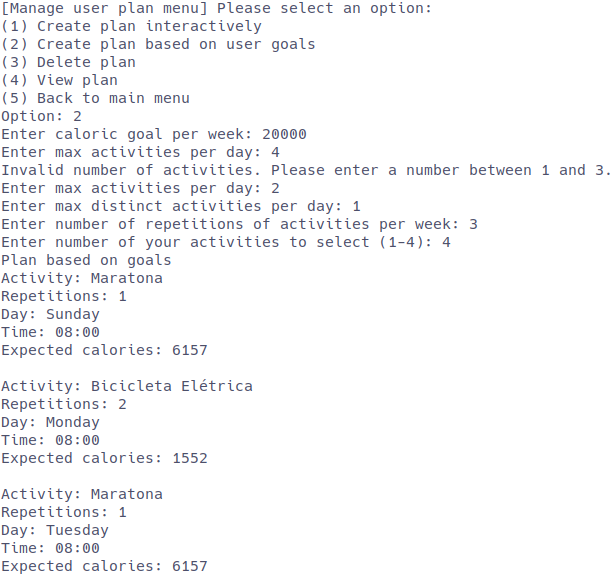 [Manage user plan menu] Please select an option:
(1) Create plan interactively
(2) Create plan based on user goals
(3) Delete plan
(4) View plan
(5) Back to main menu
Option: 2
Enter caloric goal per week: 20000
Enter max activities per day: 4
Invalid number of activities. Please enter a number between 1 and 3.
Enter max activities per day: 2
Enter max distinct activities per day: 1
Enter number of repetitions of activities per week: 3
Enter number of your activities to select (1-4): 4
Plan based on goals
Activity: Maratona
Repetitions: 1
Day: Sunday
Time: 08:00
Expected calories: 6157

Activity: Bicicleta Elétrica
Repetitions: 2
Day: Monday
Time: 08:00
Expected calories: 1552

Activity: Maratona
Repetitions: 1
Day: Tuesday
Time: 08:00
Expected calories: 6157